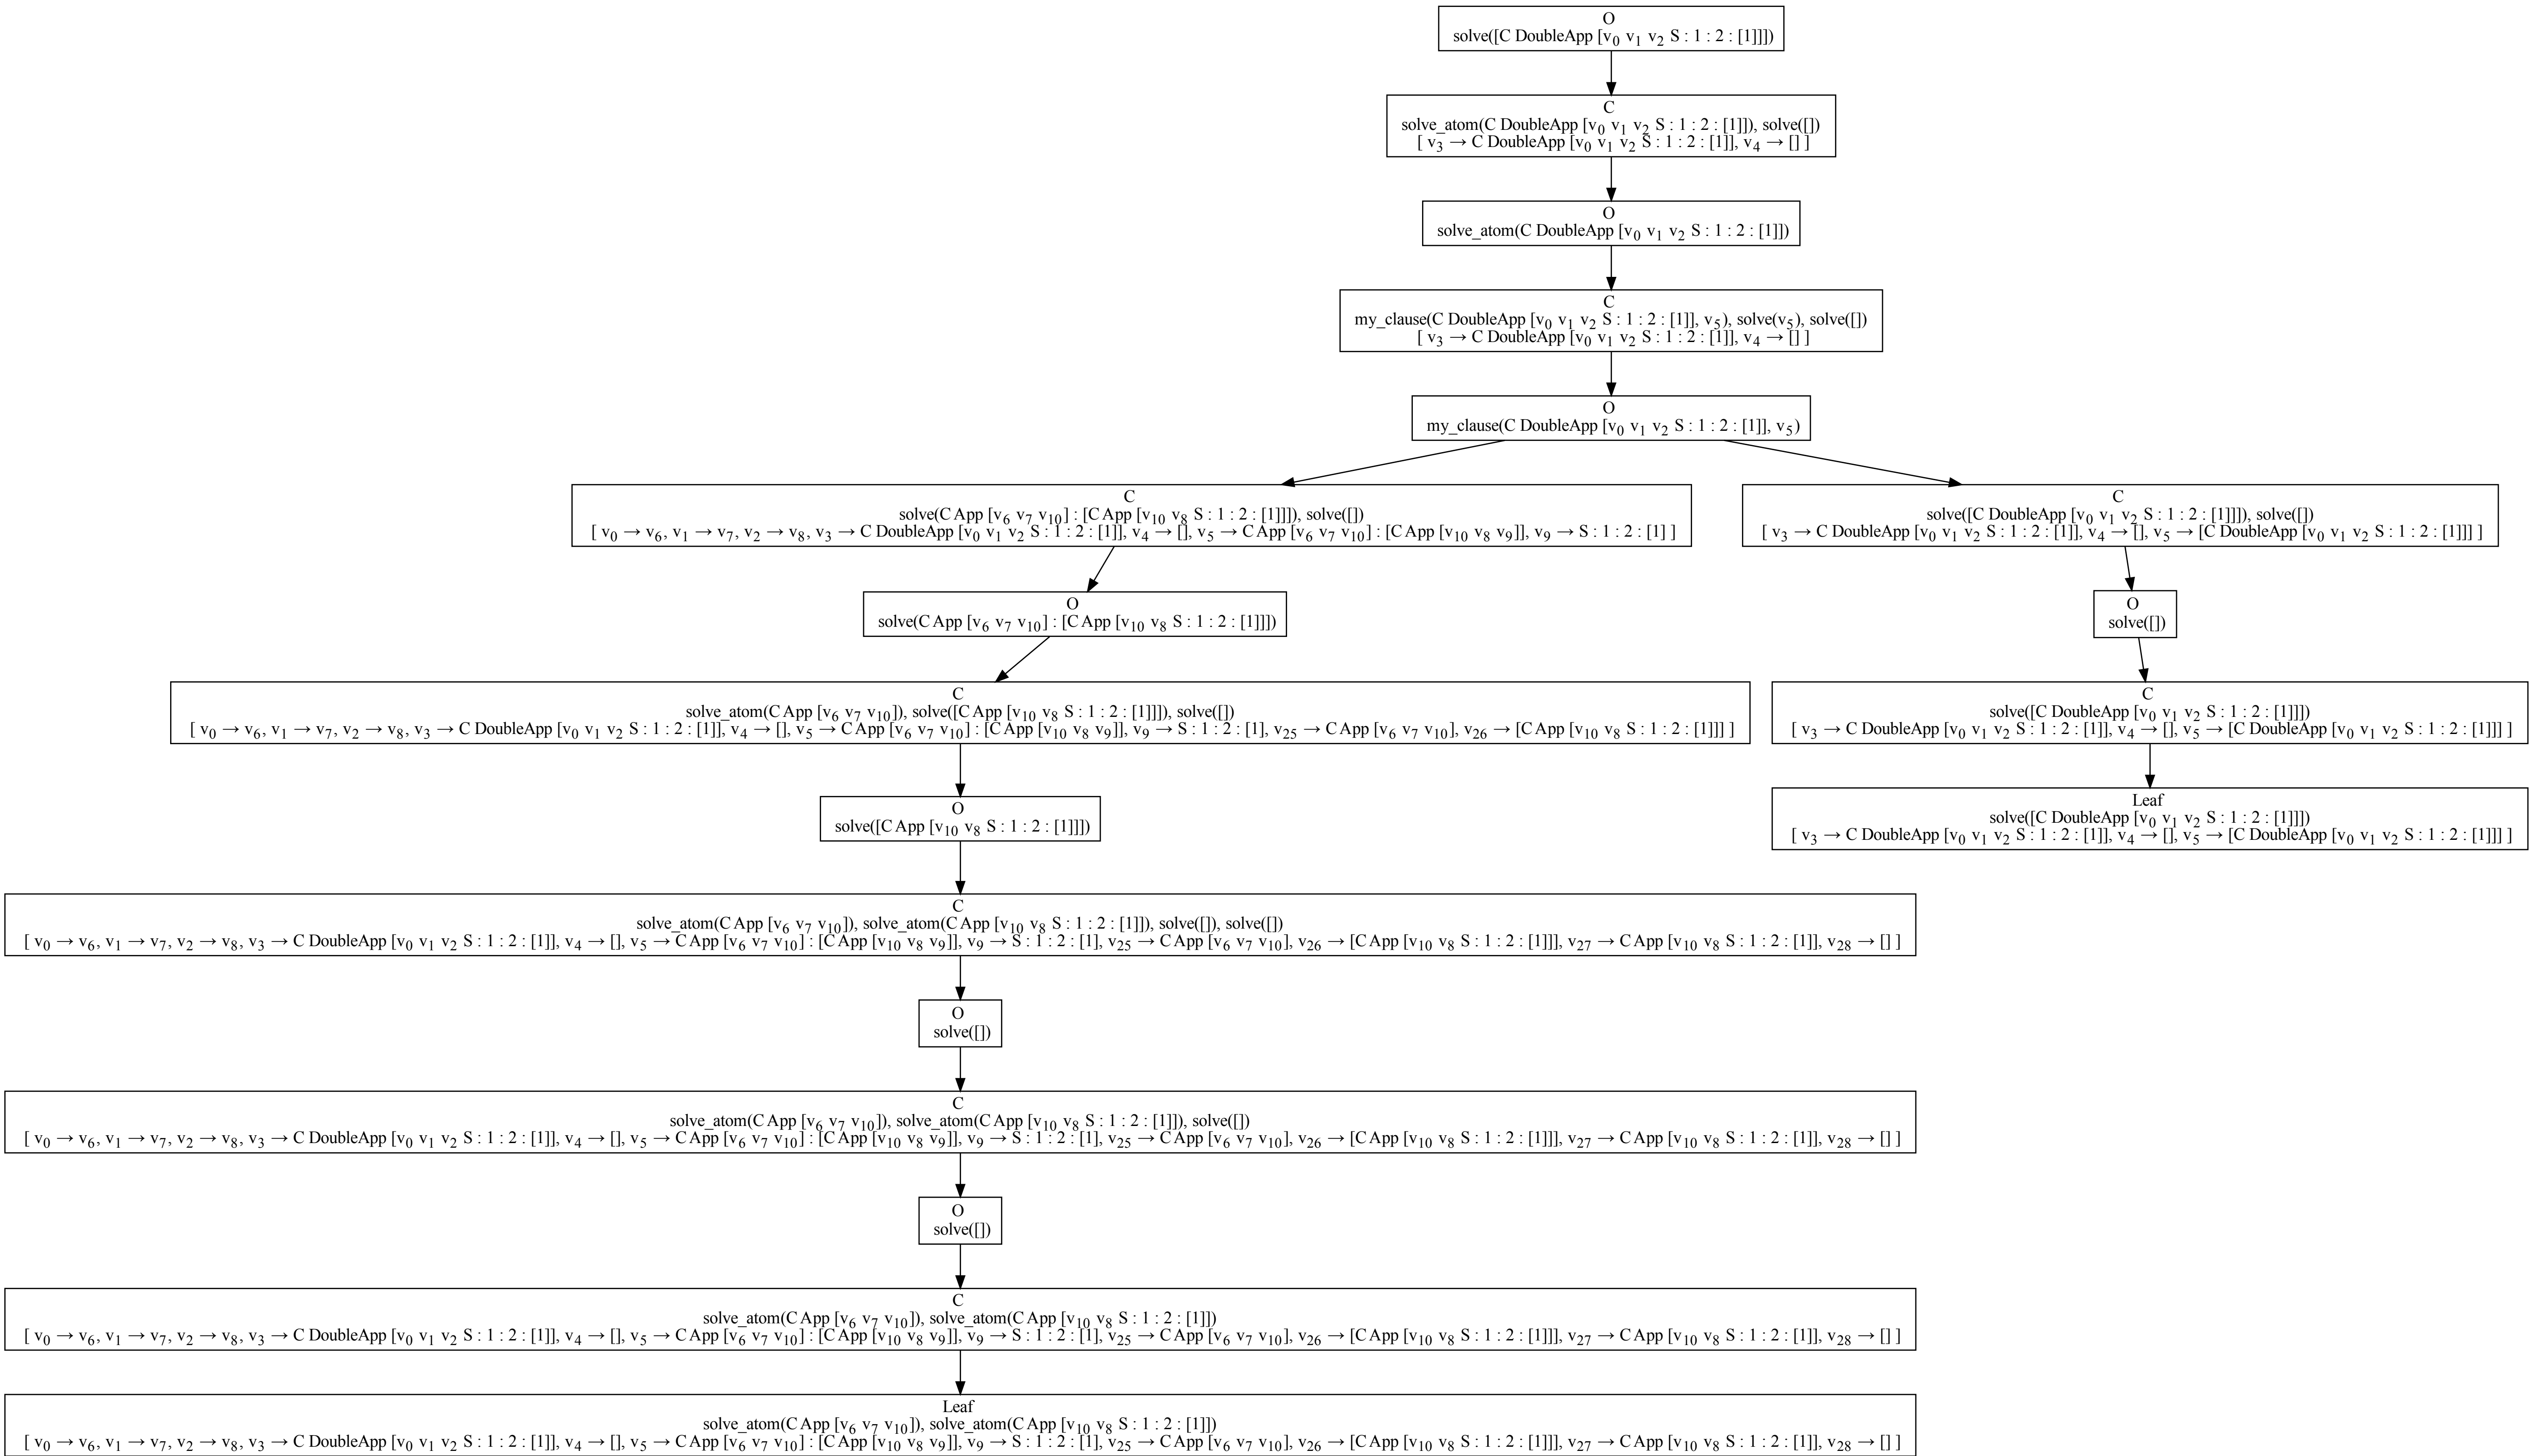 O
solve([C DoubleApp [v₀ v₁ v₂ S : 1 : 2 : [1]]])
C
solve_atom(C DoubleApp [v₀ v₁ v₂ S : 1 : 2 : [1]]), solve([])
[ v₃ → C DoubleApp [v₀ v₁ v₂ S : 1 : 2 : [1]], v₄ → [] ]
O
solve_atom(C DoubleApp [v₀ v₁ v₂ S : 1 : 2 : [1]])
C
my_clause(C DoubleApp [v₀ v₁ v₂ S : 1 : 2 : [1]], v₅), solve(v₅), solve([])
[ v₃ → C DoubleApp [v₀ v₁ v₂ S : 1 : 2 : [1]], v₄ → [] ]
O
my_clause(C DoubleApp [v₀ v₁ v₂ S : 1 : 2 : [1]], v₅)
C
solve(C App [v₆ v₇ v₁₀] : [C App [v₁₀ v₈ S : 1 : 2 : [1]]]), solve([])
[ v₀ → v₆, v₁ → v₇, v₂ → v₈, v₃ → C DoubleApp [v₀ v₁ v₂ S : 1 : 2 : [1]], v₄ → [], v₅ → C App [v₆ v₇ v₁₀] : [C App [v₁₀ v₈ v₉]], v₉ → S : 1 : 2 : [1] ]
C
solve([C DoubleApp [v₀ v₁ v₂ S : 1 : 2 : [1]]]), solve([])
[ v₃ → C DoubleApp [v₀ v₁ v₂ S : 1 : 2 : [1]], v₄ → [], v₅ → [C DoubleApp [v₀ v₁ v₂ S : 1 : 2 : [1]]] ]
O
solve(C App [v₆ v₇ v₁₀] : [C App [v₁₀ v₈ S : 1 : 2 : [1]]])
O
solve([])
C
solve_atom(C App [v₆ v₇ v₁₀]), solve([C App [v₁₀ v₈ S : 1 : 2 : [1]]]), solve([])
[ v₀ → v₆, v₁ → v₇, v₂ → v₈, v₃ → C DoubleApp [v₀ v₁ v₂ S : 1 : 2 : [1]], v₄ → [], v₅ → C App [v₆ v₇ v₁₀] : [C App [v₁₀ v₈ v₉]], v₉ → S : 1 : 2 : [1], v₂₅ → C App [v₆ v₇ v₁₀], v₂₆ → [C App [v₁₀ v₈ S : 1 : 2 : [1]]] ]
C
solve([C DoubleApp [v₀ v₁ v₂ S : 1 : 2 : [1]]])
[ v₃ → C DoubleApp [v₀ v₁ v₂ S : 1 : 2 : [1]], v₄ → [], v₅ → [C DoubleApp [v₀ v₁ v₂ S : 1 : 2 : [1]]] ]
O
solve([C App [v₁₀ v₈ S : 1 : 2 : [1]]])
Leaf
solve([C DoubleApp [v₀ v₁ v₂ S : 1 : 2 : [1]]])
[ v₃ → C DoubleApp [v₀ v₁ v₂ S : 1 : 2 : [1]], v₄ → [], v₅ → [C DoubleApp [v₀ v₁ v₂ S : 1 : 2 : [1]]] ]
C
solve_atom(C App [v₆ v₇ v₁₀]), solve_atom(C App [v₁₀ v₈ S : 1 : 2 : [1]]), solve([]), solve([])
[ v₀ → v₆, v₁ → v₇, v₂ → v₈, v₃ → C DoubleApp [v₀ v₁ v₂ S : 1 : 2 : [1]], v₄ → [], v₅ → C App [v₆ v₇ v₁₀] : [C App [v₁₀ v₈ v₉]], v₉ → S : 1 : 2 : [1], v₂₅ → C App [v₆ v₇ v₁₀], v₂₆ → [C App [v₁₀ v₈ S : 1 : 2 : [1]]], v₂₇ → C App [v₁₀ v₈ S : 1 : 2 : [1]], v₂₈ → [] ]
O
solve([])
C
solve_atom(C App [v₆ v₇ v₁₀]), solve_atom(C App [v₁₀ v₈ S : 1 : 2 : [1]]), solve([])
[ v₀ → v₆, v₁ → v₇, v₂ → v₈, v₃ → C DoubleApp [v₀ v₁ v₂ S : 1 : 2 : [1]], v₄ → [], v₅ → C App [v₆ v₇ v₁₀] : [C App [v₁₀ v₈ v₉]], v₉ → S : 1 : 2 : [1], v₂₅ → C App [v₆ v₇ v₁₀], v₂₆ → [C App [v₁₀ v₈ S : 1 : 2 : [1]]], v₂₇ → C App [v₁₀ v₈ S : 1 : 2 : [1]], v₂₈ → [] ]
O
solve([])
C
solve_atom(C App [v₆ v₇ v₁₀]), solve_atom(C App [v₁₀ v₈ S : 1 : 2 : [1]])
[ v₀ → v₆, v₁ → v₇, v₂ → v₈, v₃ → C DoubleApp [v₀ v₁ v₂ S : 1 : 2 : [1]], v₄ → [], v₅ → C App [v₆ v₇ v₁₀] : [C App [v₁₀ v₈ v₉]], v₉ → S : 1 : 2 : [1], v₂₅ → C App [v₆ v₇ v₁₀], v₂₆ → [C App [v₁₀ v₈ S : 1 : 2 : [1]]], v₂₇ → C App [v₁₀ v₈ S : 1 : 2 : [1]], v₂₈ → [] ]
Leaf
solve_atom(C App [v₆ v₇ v₁₀]), solve_atom(C App [v₁₀ v₈ S : 1 : 2 : [1]])
[ v₀ → v₆, v₁ → v₇, v₂ → v₈, v₃ → C DoubleApp [v₀ v₁ v₂ S : 1 : 2 : [1]], v₄ → [], v₅ → C App [v₆ v₇ v₁₀] : [C App [v₁₀ v₈ v₉]], v₉ → S : 1 : 2 : [1], v₂₅ → C App [v₆ v₇ v₁₀], v₂₆ → [C App [v₁₀ v₈ S : 1 : 2 : [1]]], v₂₇ → C App [v₁₀ v₈ S : 1 : 2 : [1]], v₂₈ → [] ]